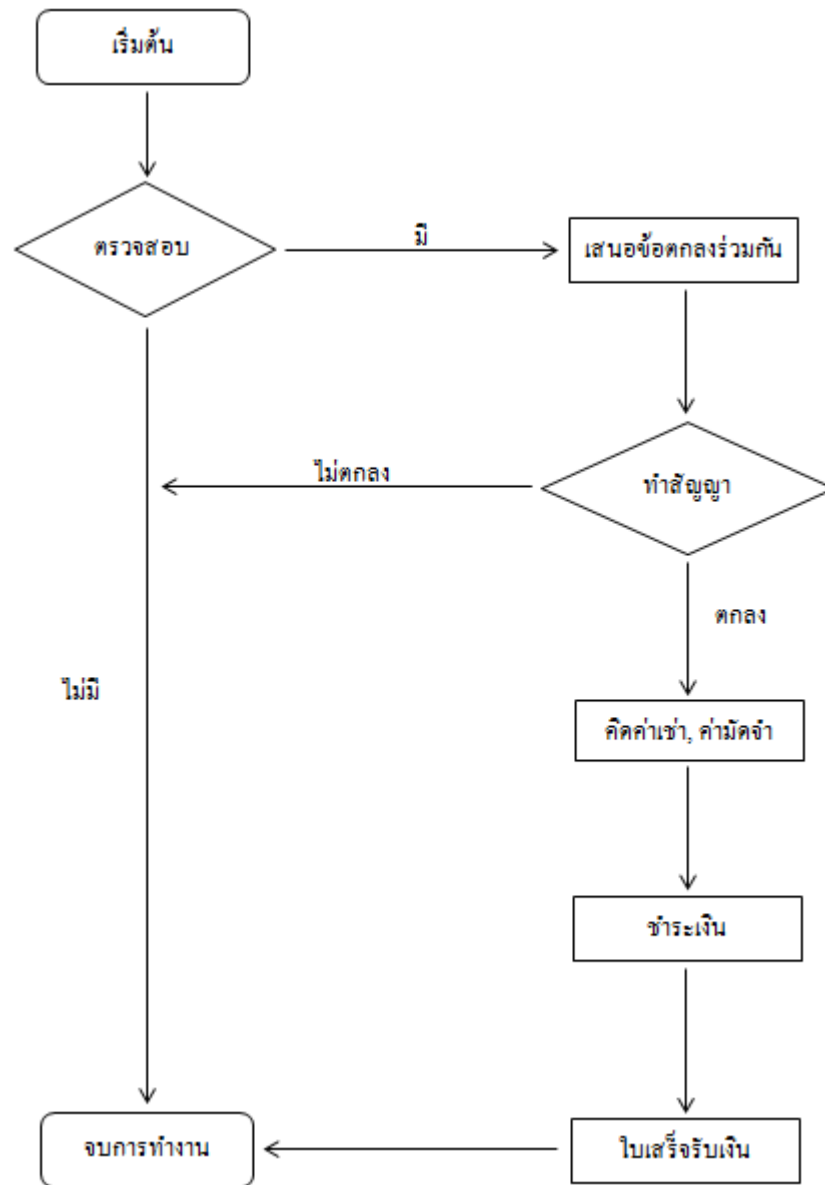 เริ่มต้น
ตรวจสอบ
มี
เสนอข้อตกลงร่วมกัน
ไม่ตกลง
ทำสัญญา
ตกลง
ไม่มี
คิดค่าเช่า, ค่ามัดจำ
ชำระเงิน
จบการทำงาน
ใบเสร็จรับเงิน